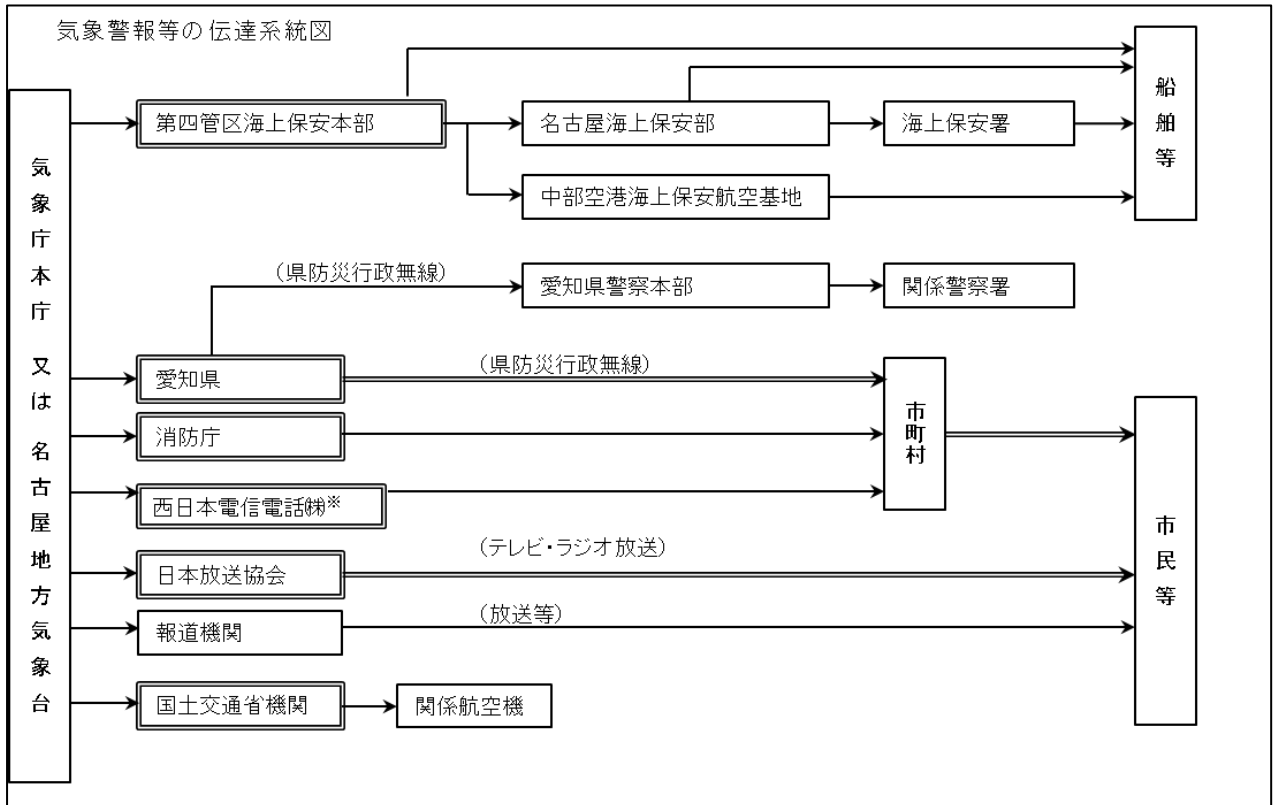 気象警報等の伝達系統図
気象庁本庁 又は 名古屋地方気象台
第四管区海上保安本部
名古屋海上保安部
海上保安署
船舶等
中部空港海上保安航空基地
(県防災行政無線)
愛知県警察本部
関係警察署
愛知県
(県防災行政無線)
市町村
消防庁
西日本電信電話㈱※
日本放送協会
(テレビ・ラジオ放送)
市民等
報道機関
(放送等)
国土交通省機関
関係航空機